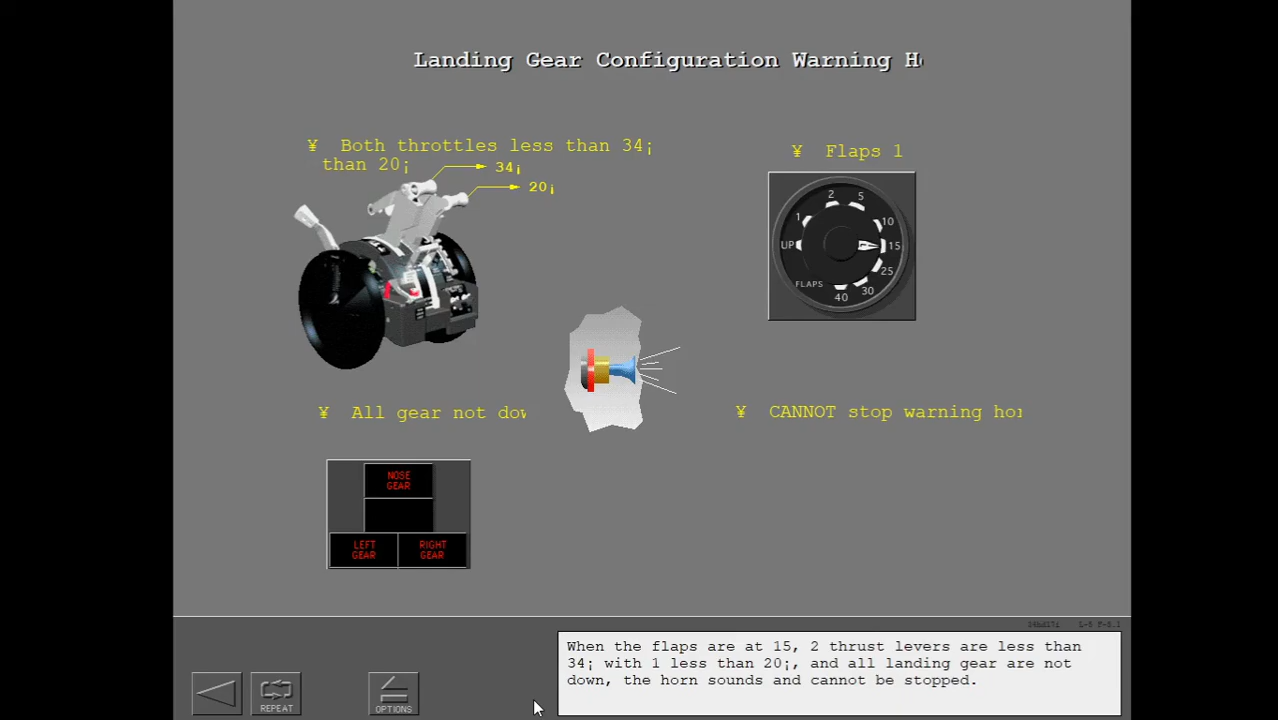 Landing Gear Configuration Warning H
¥ Both throttles less than 34¡
than 20¡
34¡
20¡
¥ Flaps 1
UP 1 2 5 10 15 25 30 40
FLAPS
¥ All gear not dow
¥ CANNOT stop warning hor
NOSE
GEAR
LEFT
GEAR
RIGHT
GEAR
When the flaps are at 15, 2 thrust levers are less than
34¡ with 1 less than 20¡, and all landing gear are not
down, the horn sounds and cannot be stopped.
REPEAT
OPTIONS